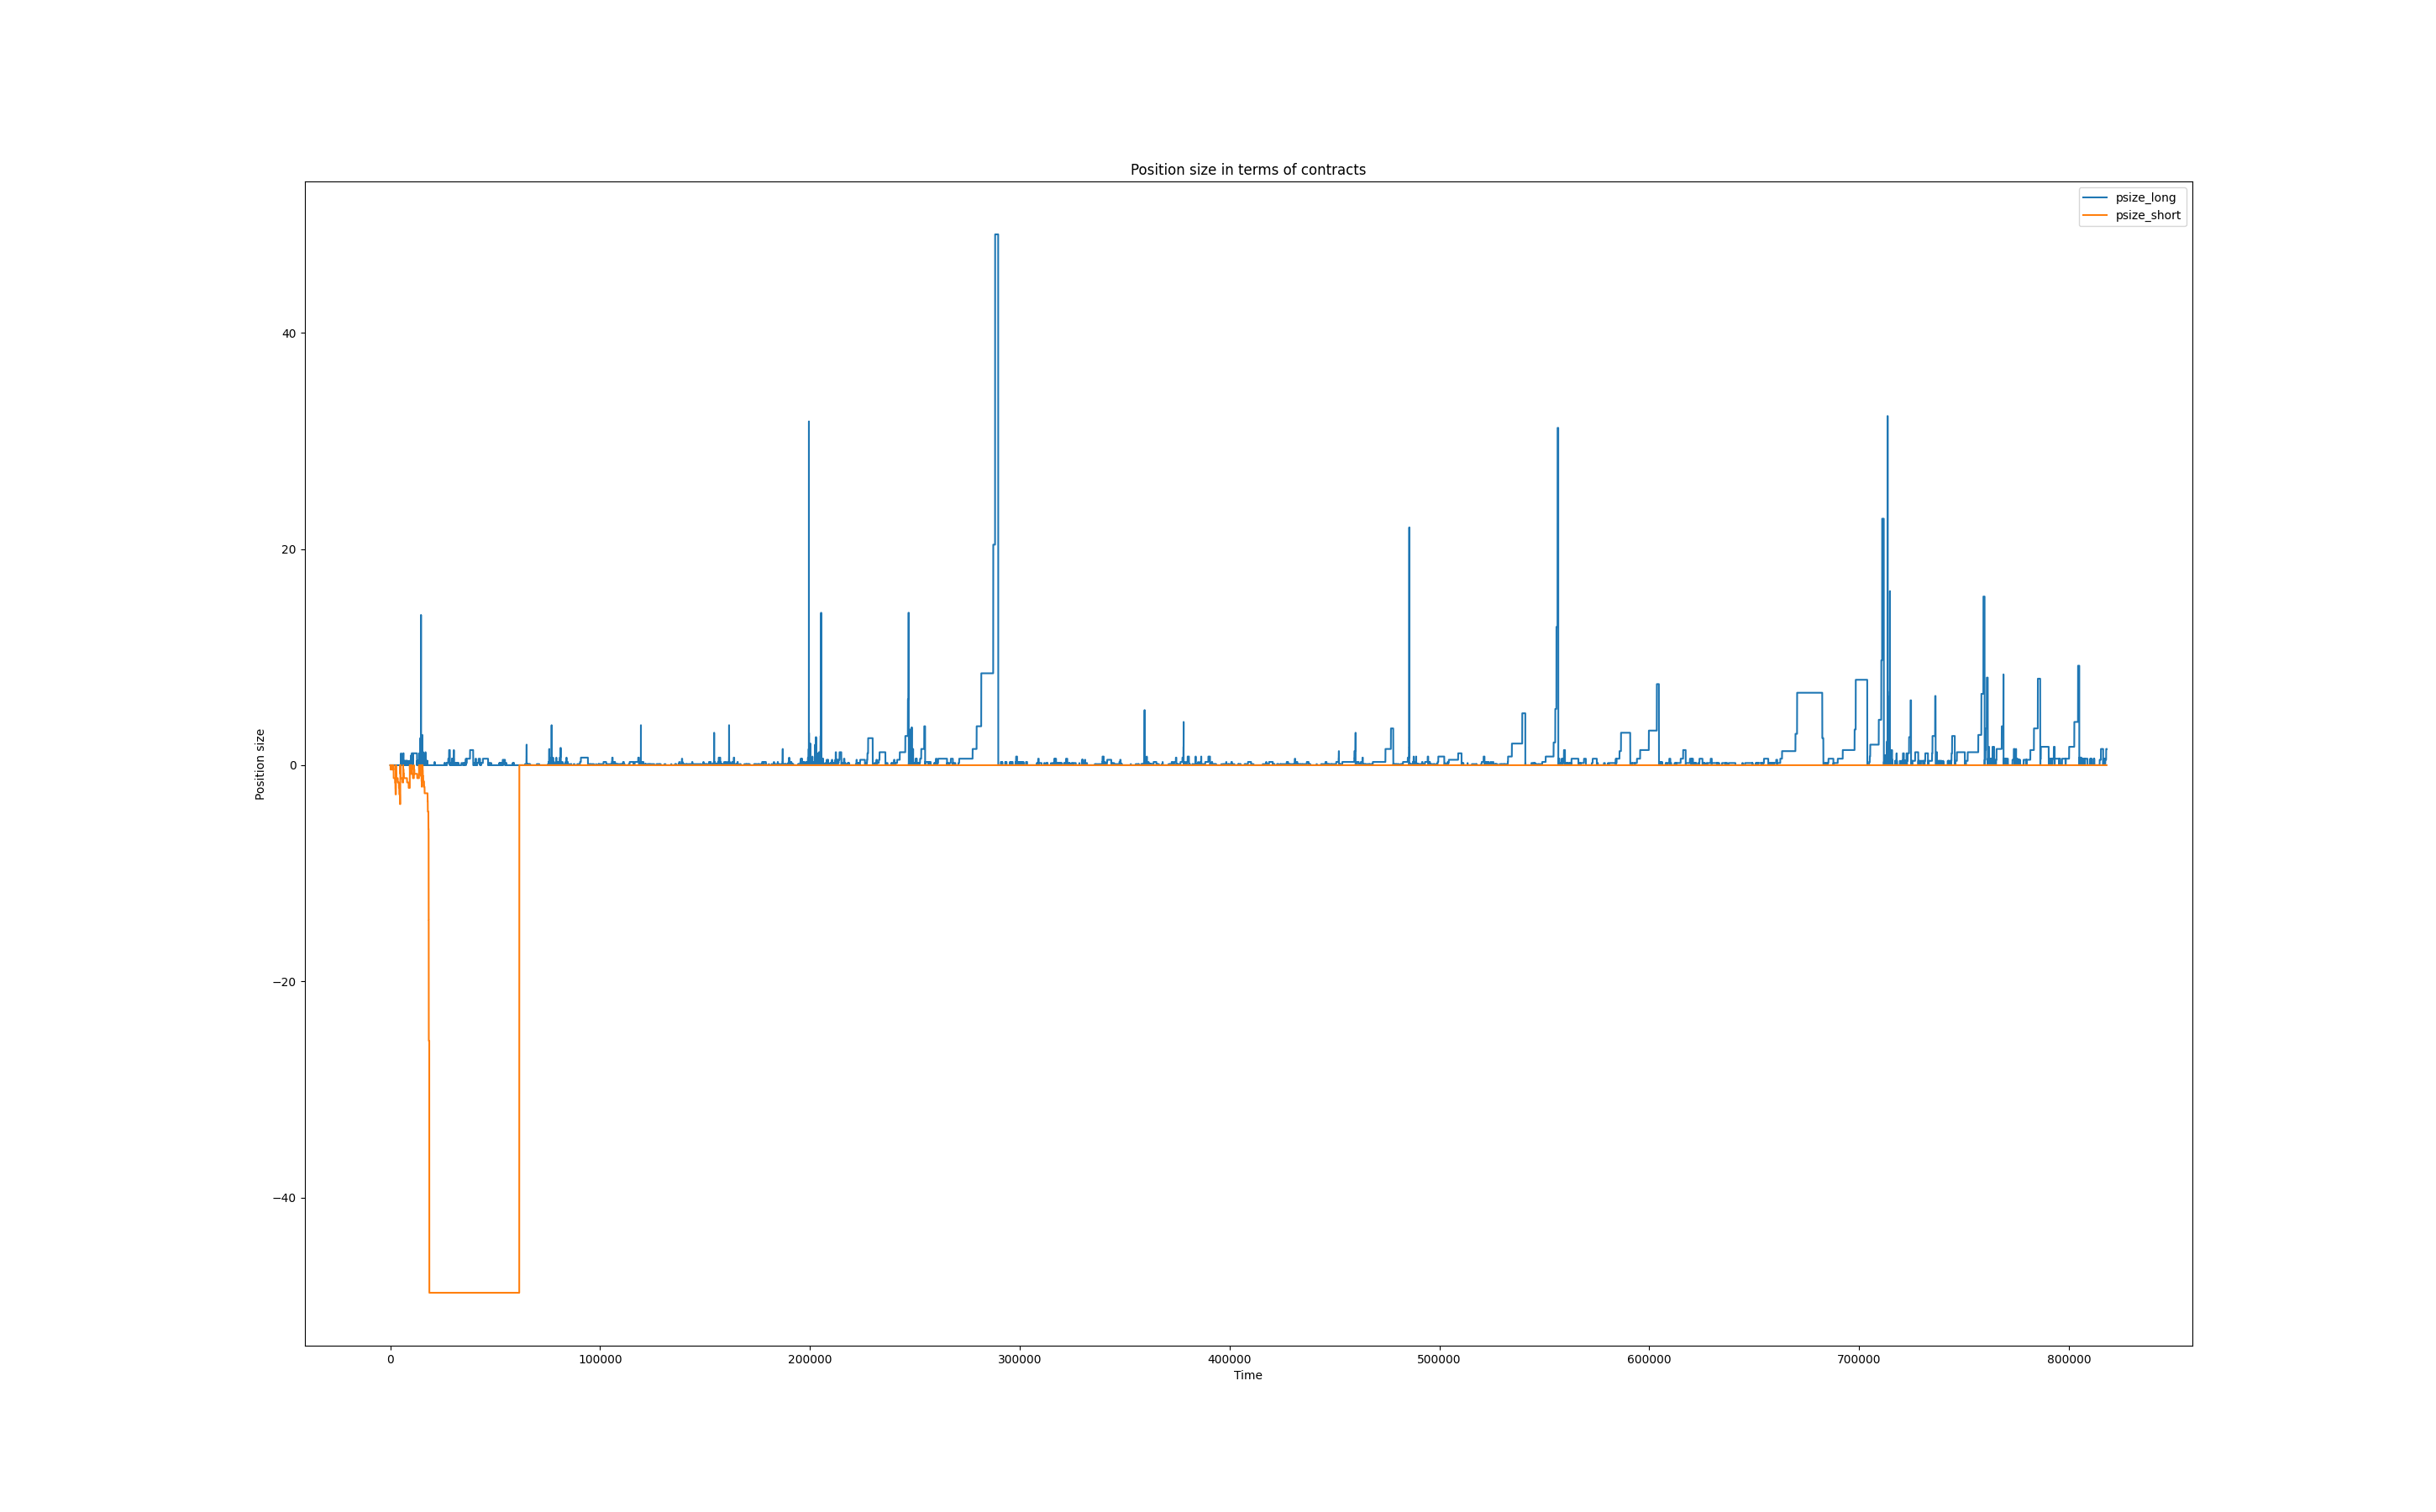 Position size in terms of contracts
psize_long
psize_short
Position size
40
20
0
−20
−40
0 100000 200000 300000 400000 500000 600000 700000 800000
Time